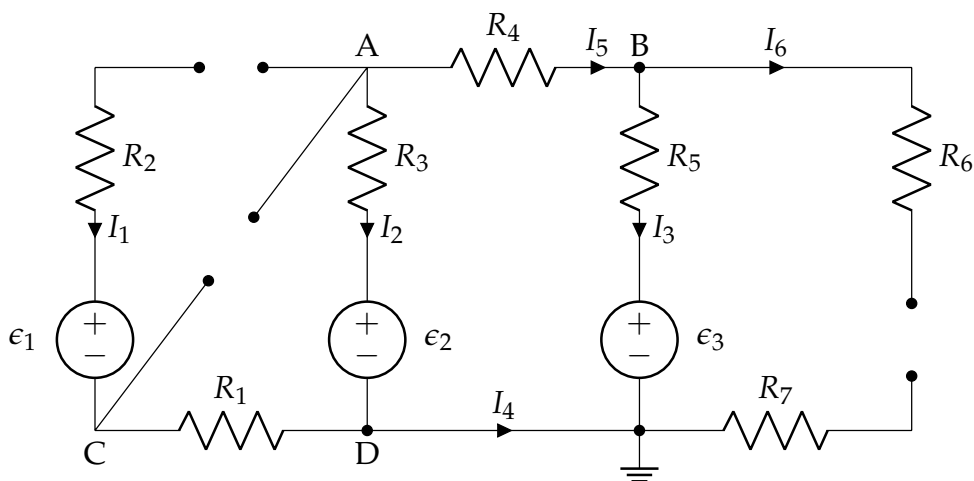 A R₄ I₅ B I₆
R₂ R₃ R₅ R₆
I₁ I₂ I₃
ϵ₁ + − ϵ₂ + − ϵ₃ + −
R₁ I₄ R₇
C D